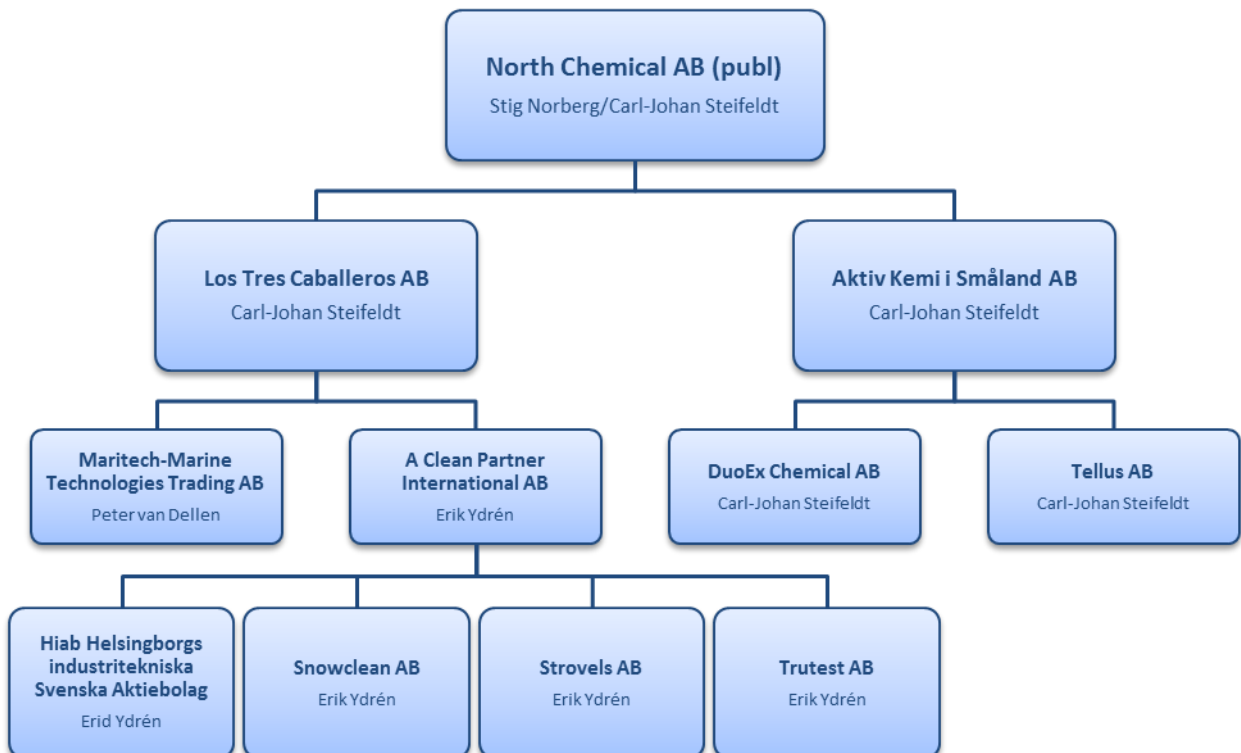 North Chemical AB (publ)
Stig Norberg/Carl-Johan Steifeldt
Los Tres Caballeros AB
Carl-Johan Steifeldt
Aktiv Kemi i Småland AB
Carl-Johan Steifeldt
Maritech-Marine
Technologies Trading AB
Peter van Dellen
A Clean Partner
International AB
Erik Ydrén
DuoEx Chemical AB
Carl-Johan Steifeldt
Tellus AB
Carl-Johan Steifeldt
Hiab Helsingborgs
industritekniska
Svenska Aktiebolag
Erid Ydrén
Snowclean AB
Erik Ydrén
Strovels AB
Erik Ydrén
Trutest AB
Erik Ydrén